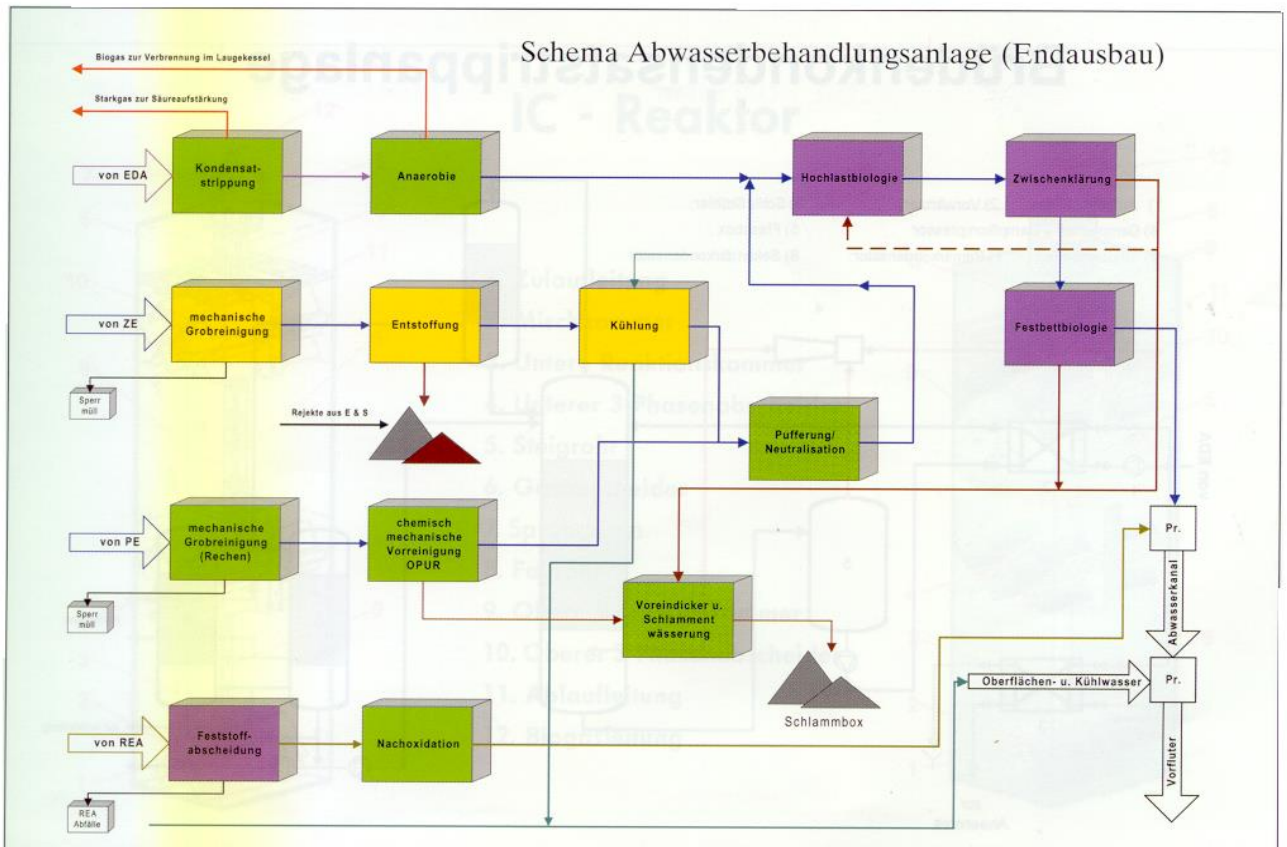 Schema Abwasserbehandlungsanlage (Endausbau)
Biogas zur Verbrennung im Laugekessel
Starkgas zur Säureaufstärkung
von EDA
Kondensat-
strippung
Anaerobie
Hochlastbiologie
Zwischenklärung
von ZE
mechanische
Grobreinigung
Entstoffung
Kühlung
Festbettbiologie
Sperr
müll
Rejekte aus E & S
Pufferung/
Neutralisation
von PE
mechanische
Grobreinigung
(Rechen)
chemisch
mechanische
Vorreinigung
OPUR
Pr.
Sperr
müll
Voreindicker u.
Schlamment
wässerung
Abwasserkanal
Schlammbox
Oberflächen- u. Kühlwasser
Pr.
von REA
Feststoff-
abscheidung
Nachoxidation
Vorfluter
REA
Abfälle
IC - Reaktor